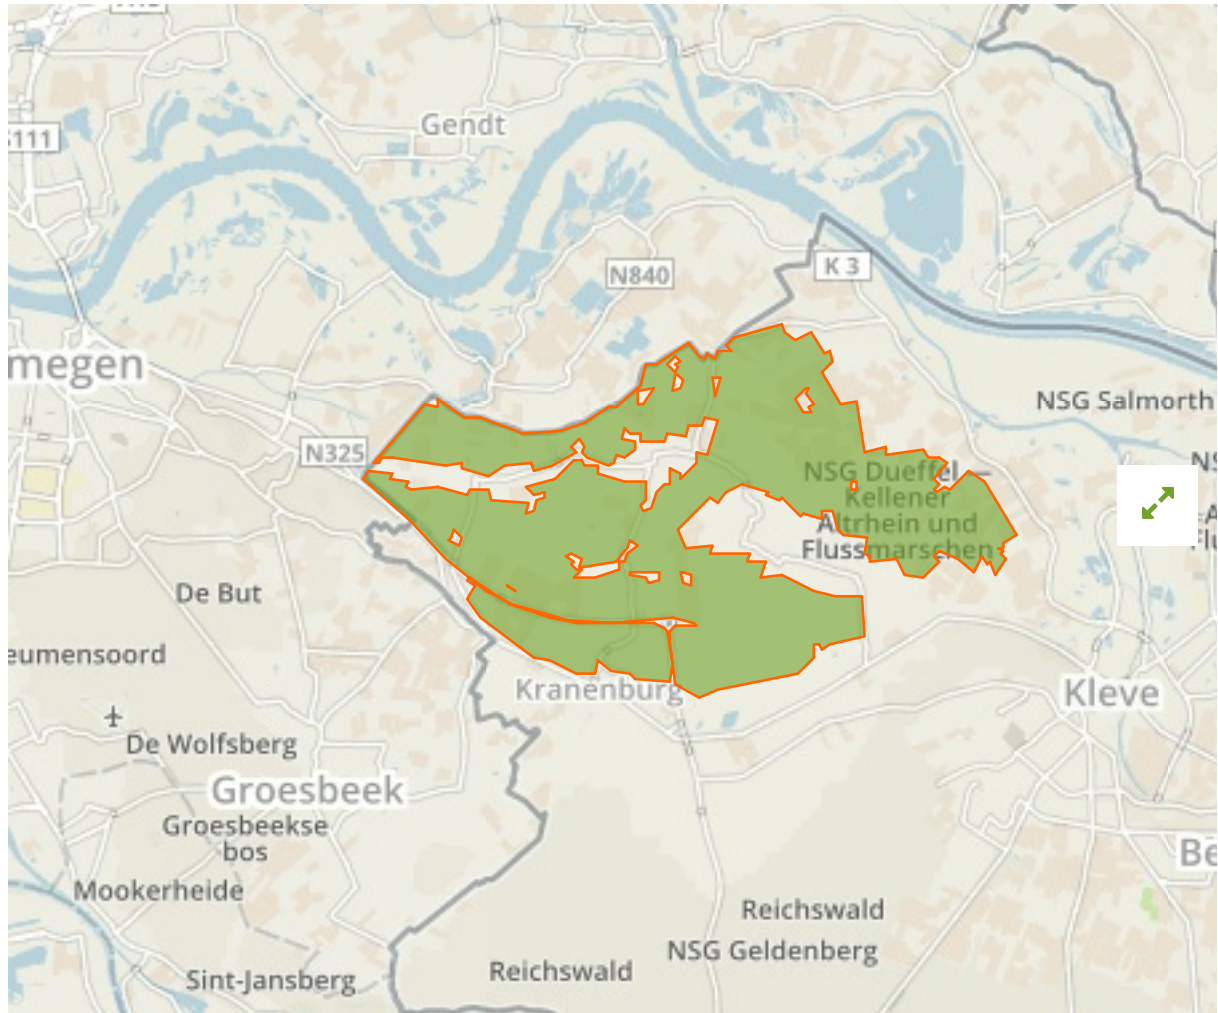 Gendt
N840
K 3
megen
NSG Salmorth
N325
NSG Dueffel —
Kellener
Altrhein und
Flussmarschen
De But
eumensoord
Kranenburg
Kleve
De Wolfsberg
Groesbeek
Groesbeekse
bos
Mookerheide
Be
Reichswald
NSG Geldenberg
Reichswald
Sint-Jansberg